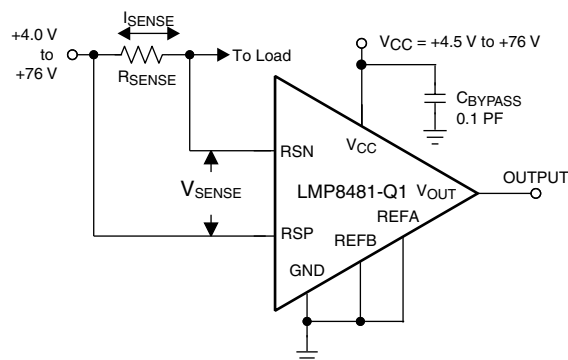 +4.0 V
to
+76 V
ISENSE
RSENSE
To Load
VCC = +4.5 V to +76 V
CBYPASS
0.1 PF
VCC
RSN
VSENSE
LMP8481-Q1
VOUT
OUTPUT
REFA
RSP
REFB
GND